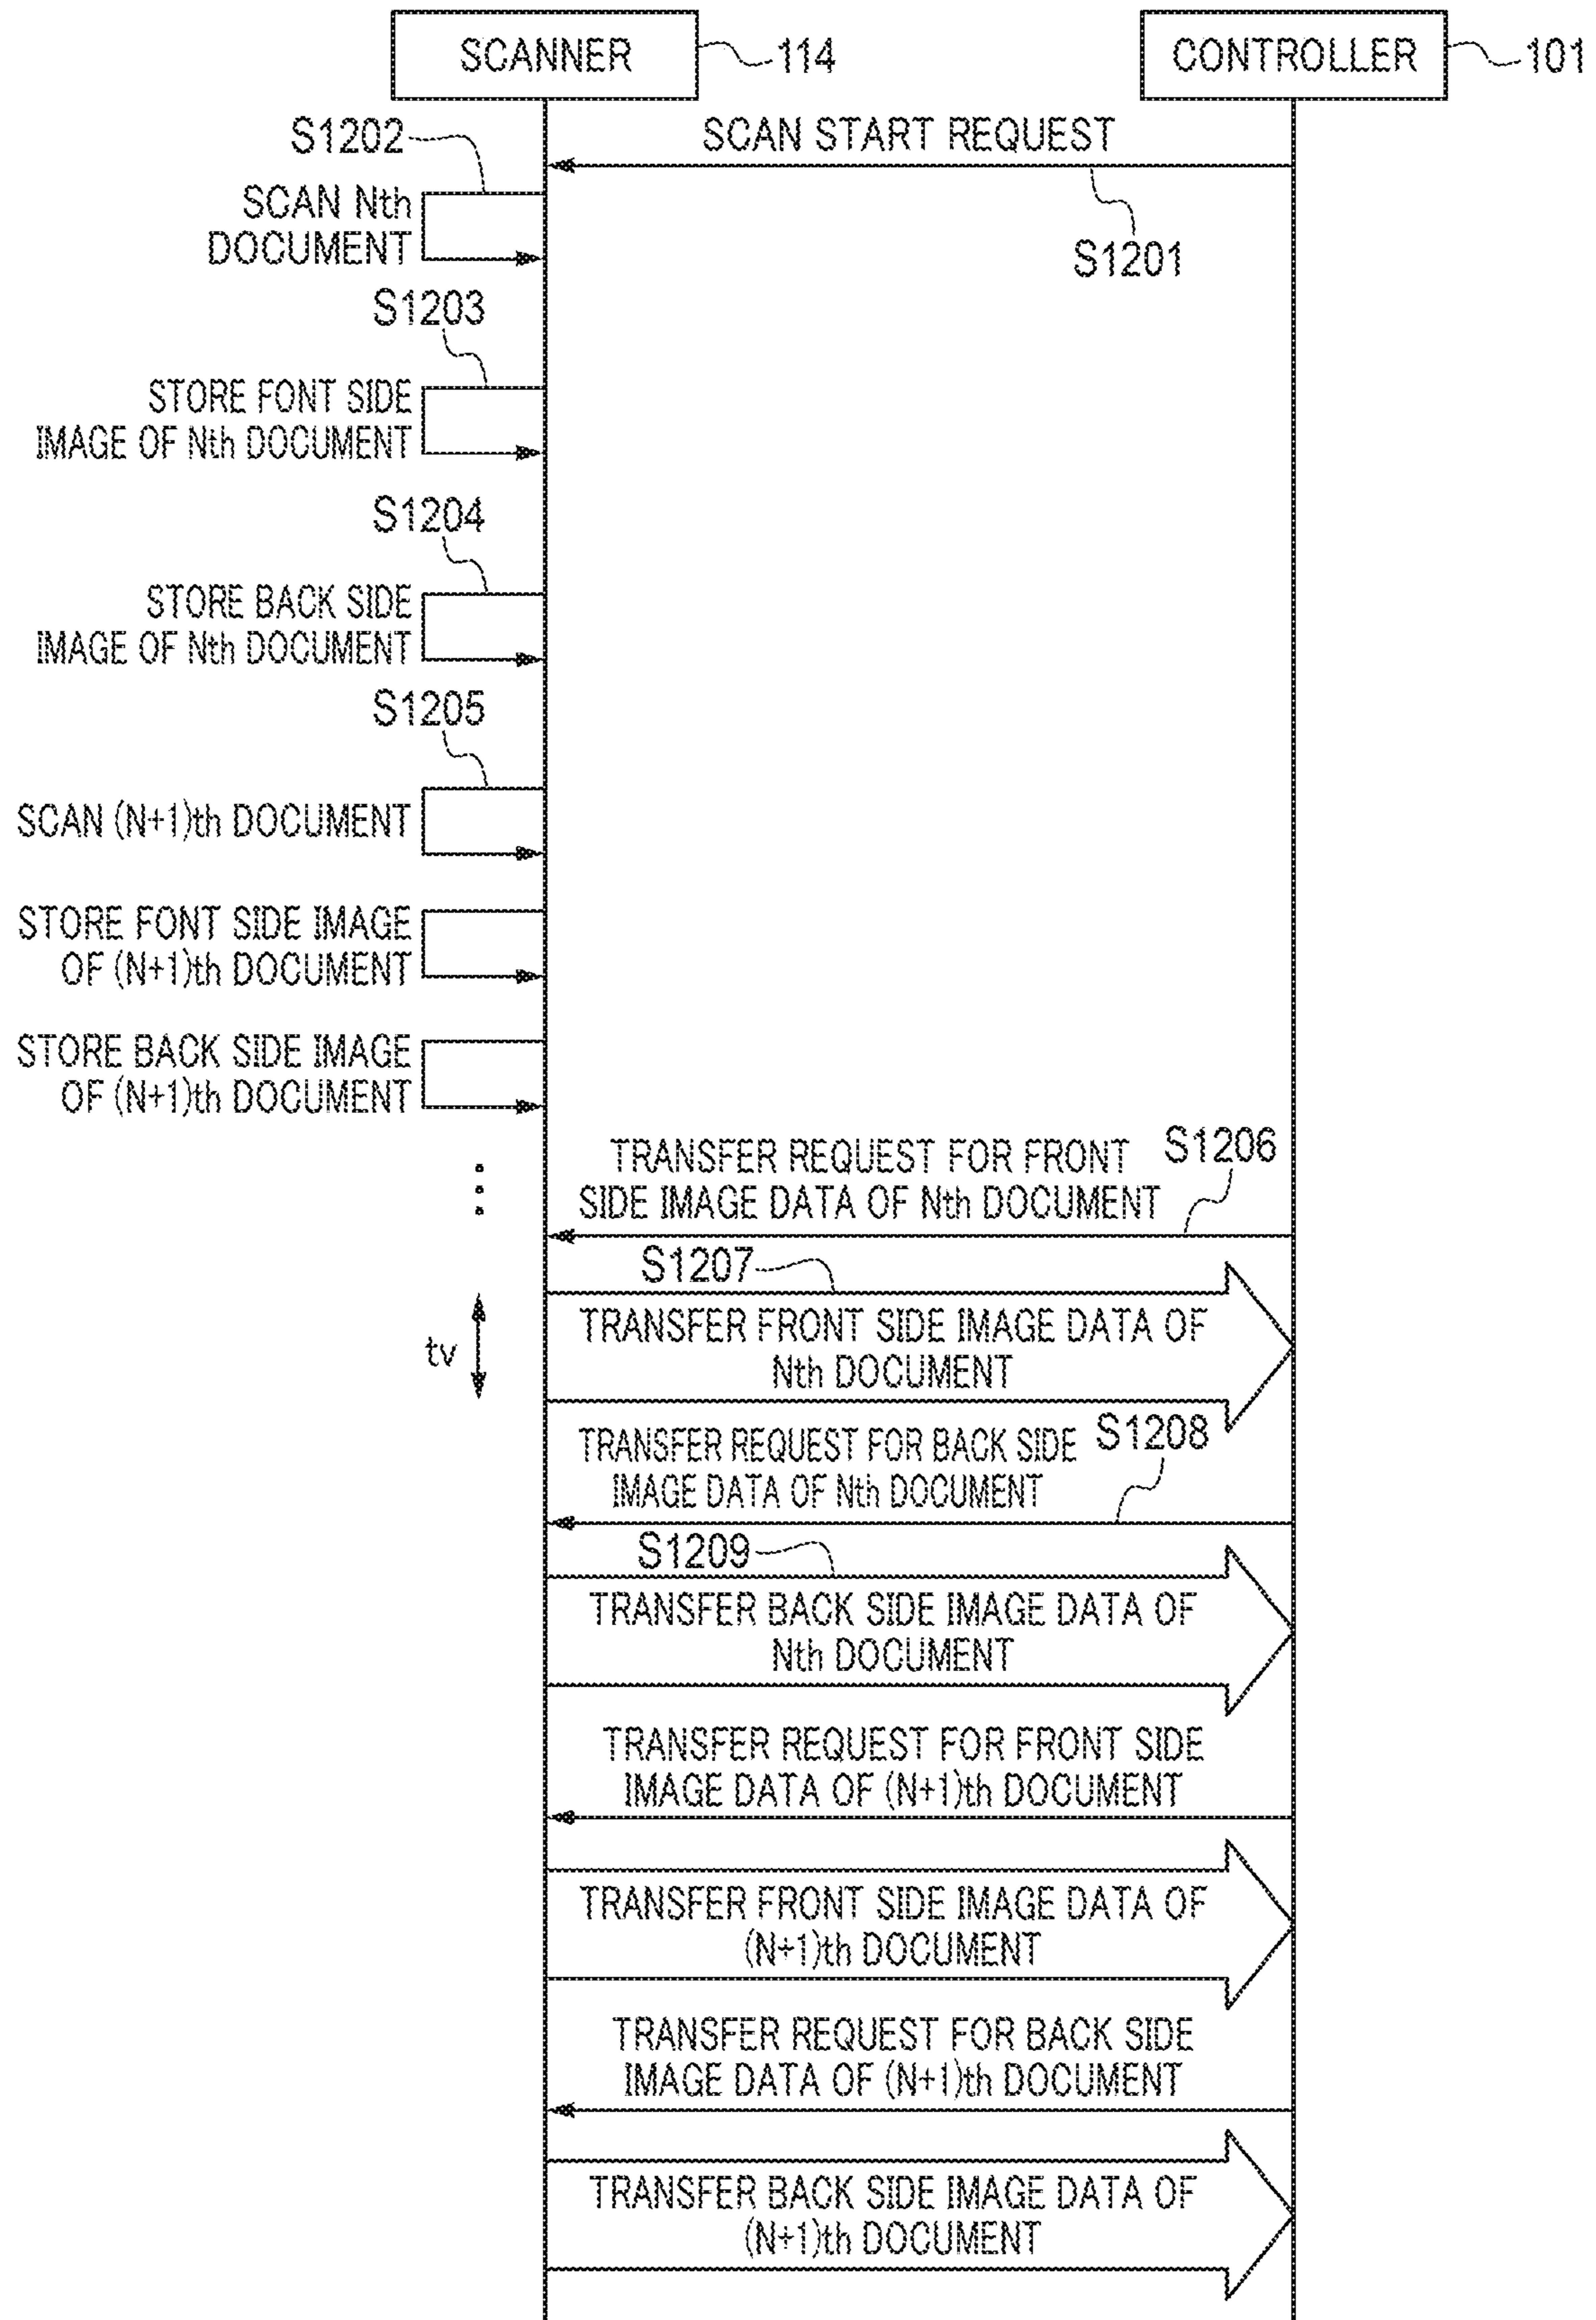 SCANNER
114
CONTROLLER
101
S1202
SCAN START REQUEST
SCAN Nth
DOCUMENT
S1201
S1203
STORE FONT SIDE
IMAGE OF Nth DOCUMENT
S1204
STORE BACK SIDE
IMAGE OF Nth DOCUMENT
S1205
SCAN (N+1)th DOCUMENT
STORE FONT SIDE IMAGE
OF (N+1)th DOCUMENT
STORE BACK SIDE IMAGE
OF (N+1)th DOCUMENT
TRANSFER REQUEST FOR FRONT
SIDE IMAGE DATA OF Nth DOCUMENT
S1206
S1207
TRANSFER FRONT SIDE IMAGE DATA OF
Nth DOCUMENT
tv
TRANSFER REQUEST FOR BACK SIDE
IMAGE DATA OF Nth DOCUMENT
S1208
S1209
TRANSFER BACK SIDE IMAGE DATA OF
Nth DOCUMENT
TRANSFER REQUEST FOR FRONT SIDE
IMAGE DATA OF (N+1)th DOCUMENT
TRANSFER FRONT SIDE IMAGE DATA OF
(N+1)th DOCUMENT
TRANSFER REQUEST FOR BACK SIDE
IMAGE DATA OF (N+1)th DOCUMENT
TRANSFER BACK SIDE IMAGE DATA OF
(N+1)th DOCUMENT